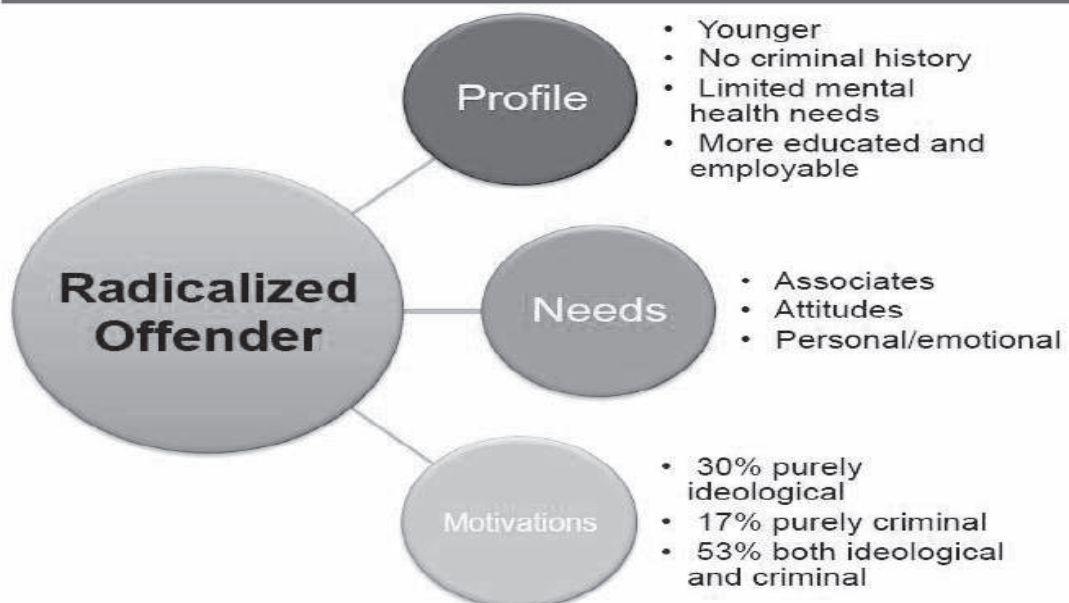 Profile
• Younger
• No criminal history
• Limited mental
health needs
• More educated and
employable
Radicalized
Offender
Needs
• Associates
• Attitudes
• Personal/emotional
Motivations
• 30% purely
ideological
• 17% purely criminal
• 53% both ideological
and criminal